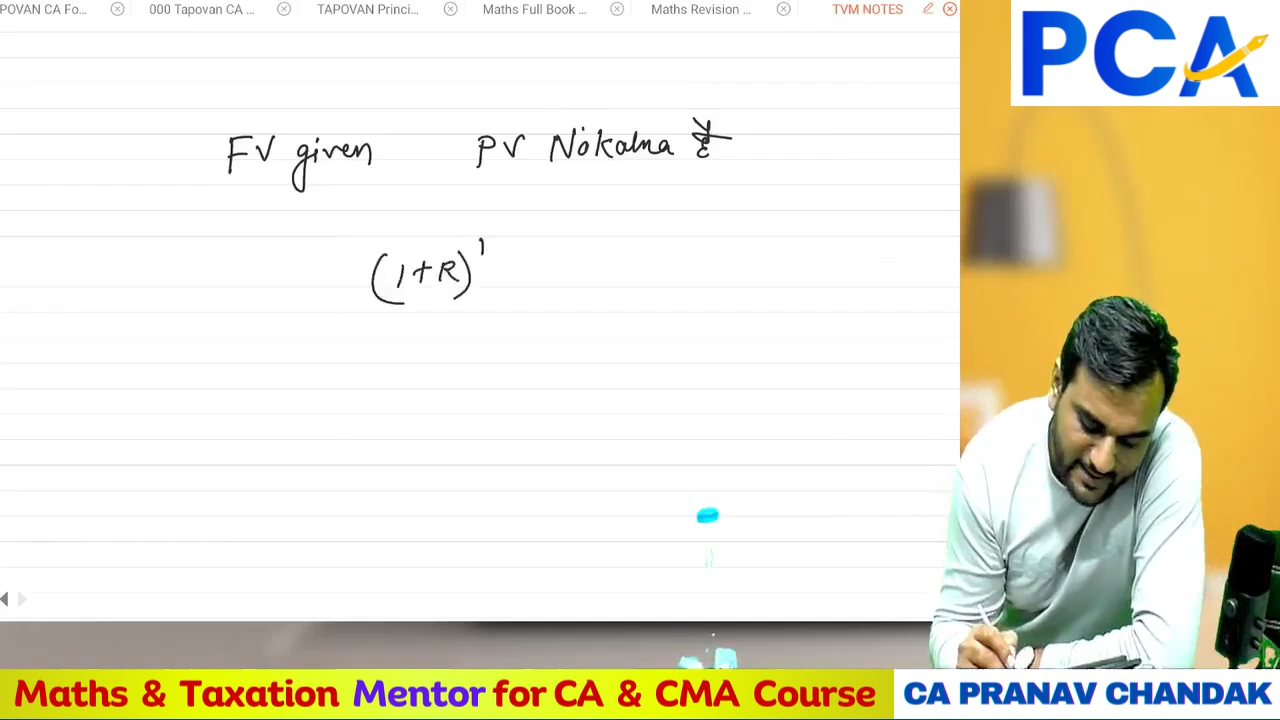 POVAN CA Fo...
000 Tapovan CA ...
TAPOVAN Princi...
Maths Full Book ...
Maths Revision ...
TVM NOTES
PCA
FV given PV Nikalna है
(1+R)¹
Maths & Taxation Mentor for CA & CMA Course
CA PRANAV CHANDAK